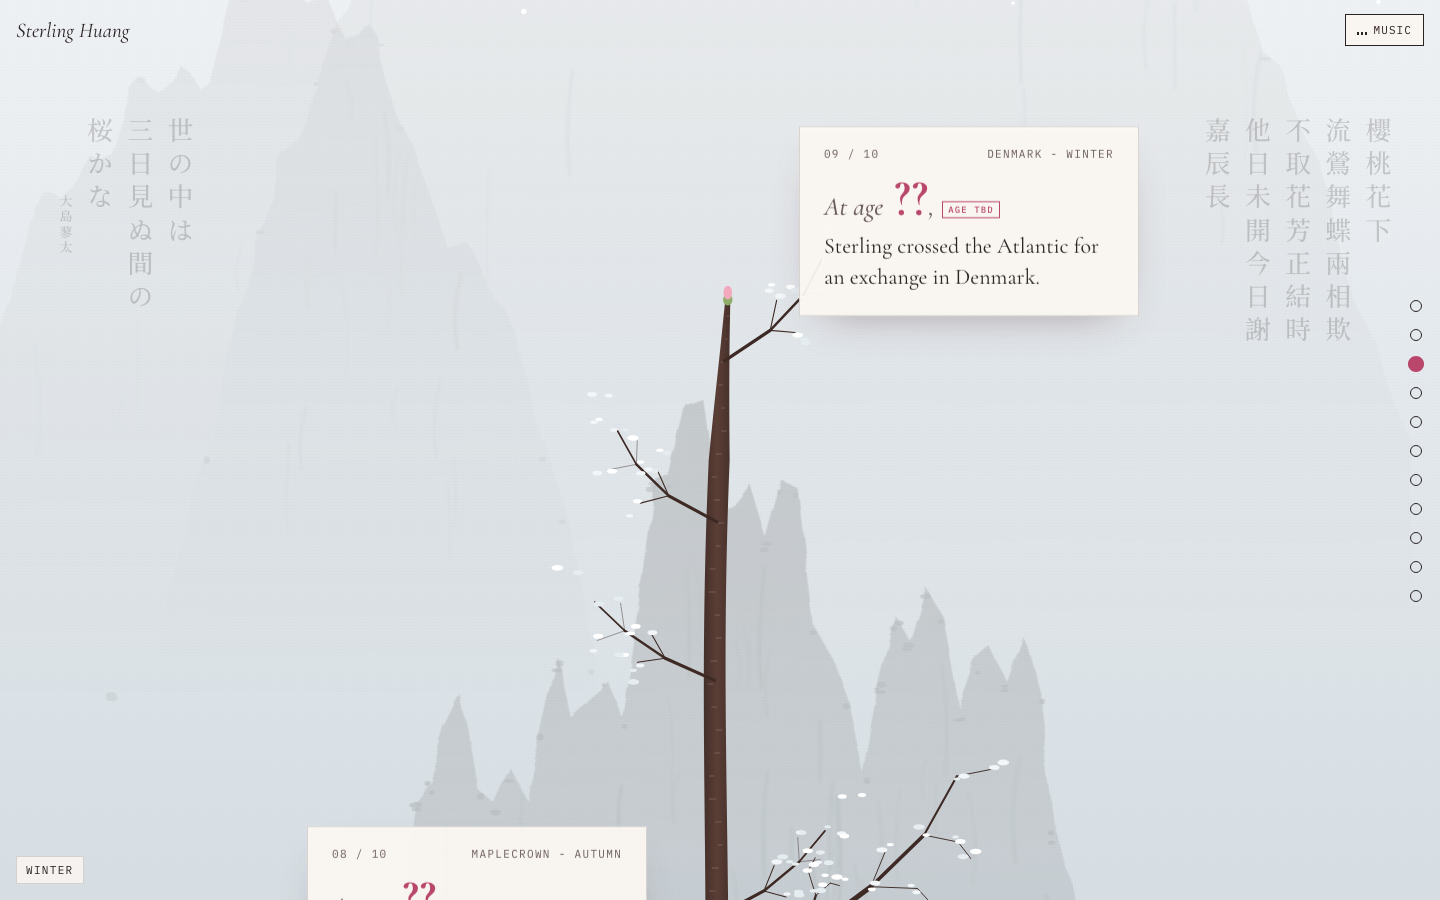 Sterling Huang
MUSIC
世の中は
三日見ぬ間の
桜かな
大島蓼太
櫻桃花下
流鶯舞蝶兩相欺
不取花芳正結時
他日未開今日謝
嘉辰長
09 / 10
DENMARK - WINTER
At age ??, AGE TBD
Sterling crossed the Atlantic for
an exchange in Denmark.
08 / 10
MAPLECROWN - AUTUMN
??
WINTER